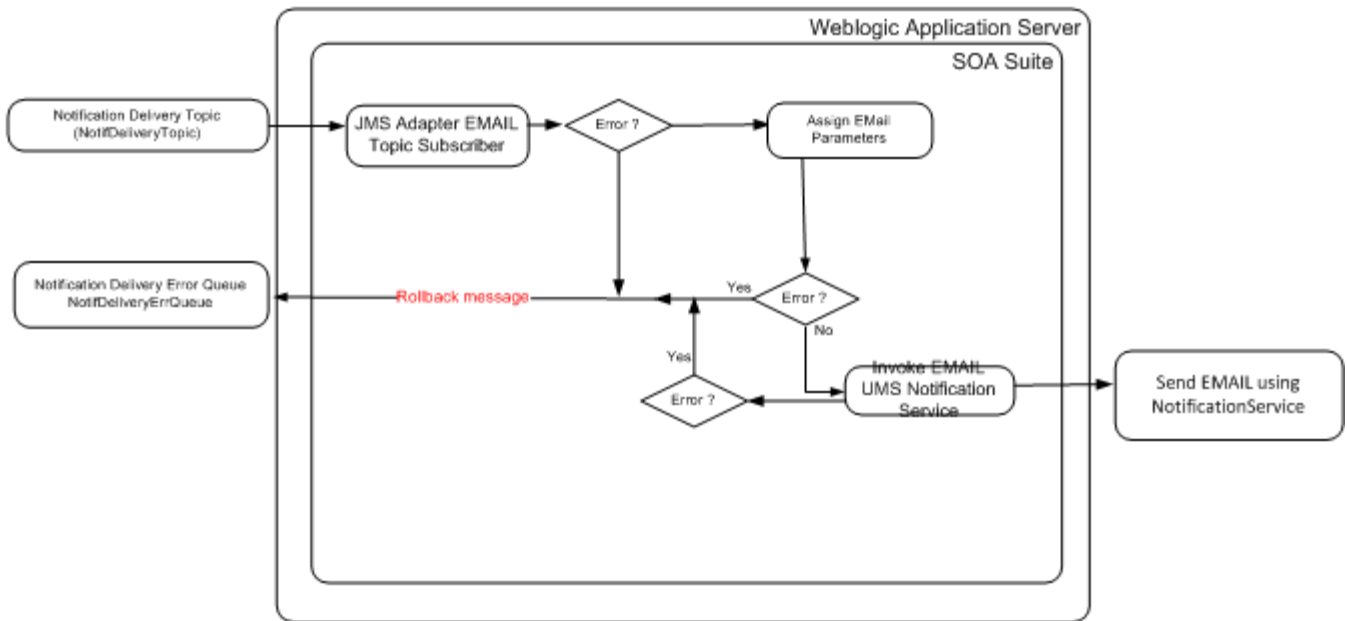 Weblogic Application Server
SOA Suite
Notification Delivery Topic
(NotifDeliveryTopic)
JMS Adapter EMAIL
Topic Subscriber
Error ?
Assign EMail
Parameters
Notification Delivery Error Queue
NotifDeliveryErrQueue
Rollback message
Yes
Error ?
No
Yes
Error ?
Invoke EMAIL
UMS Notification
Service
Send EMAIL using
NotificationService